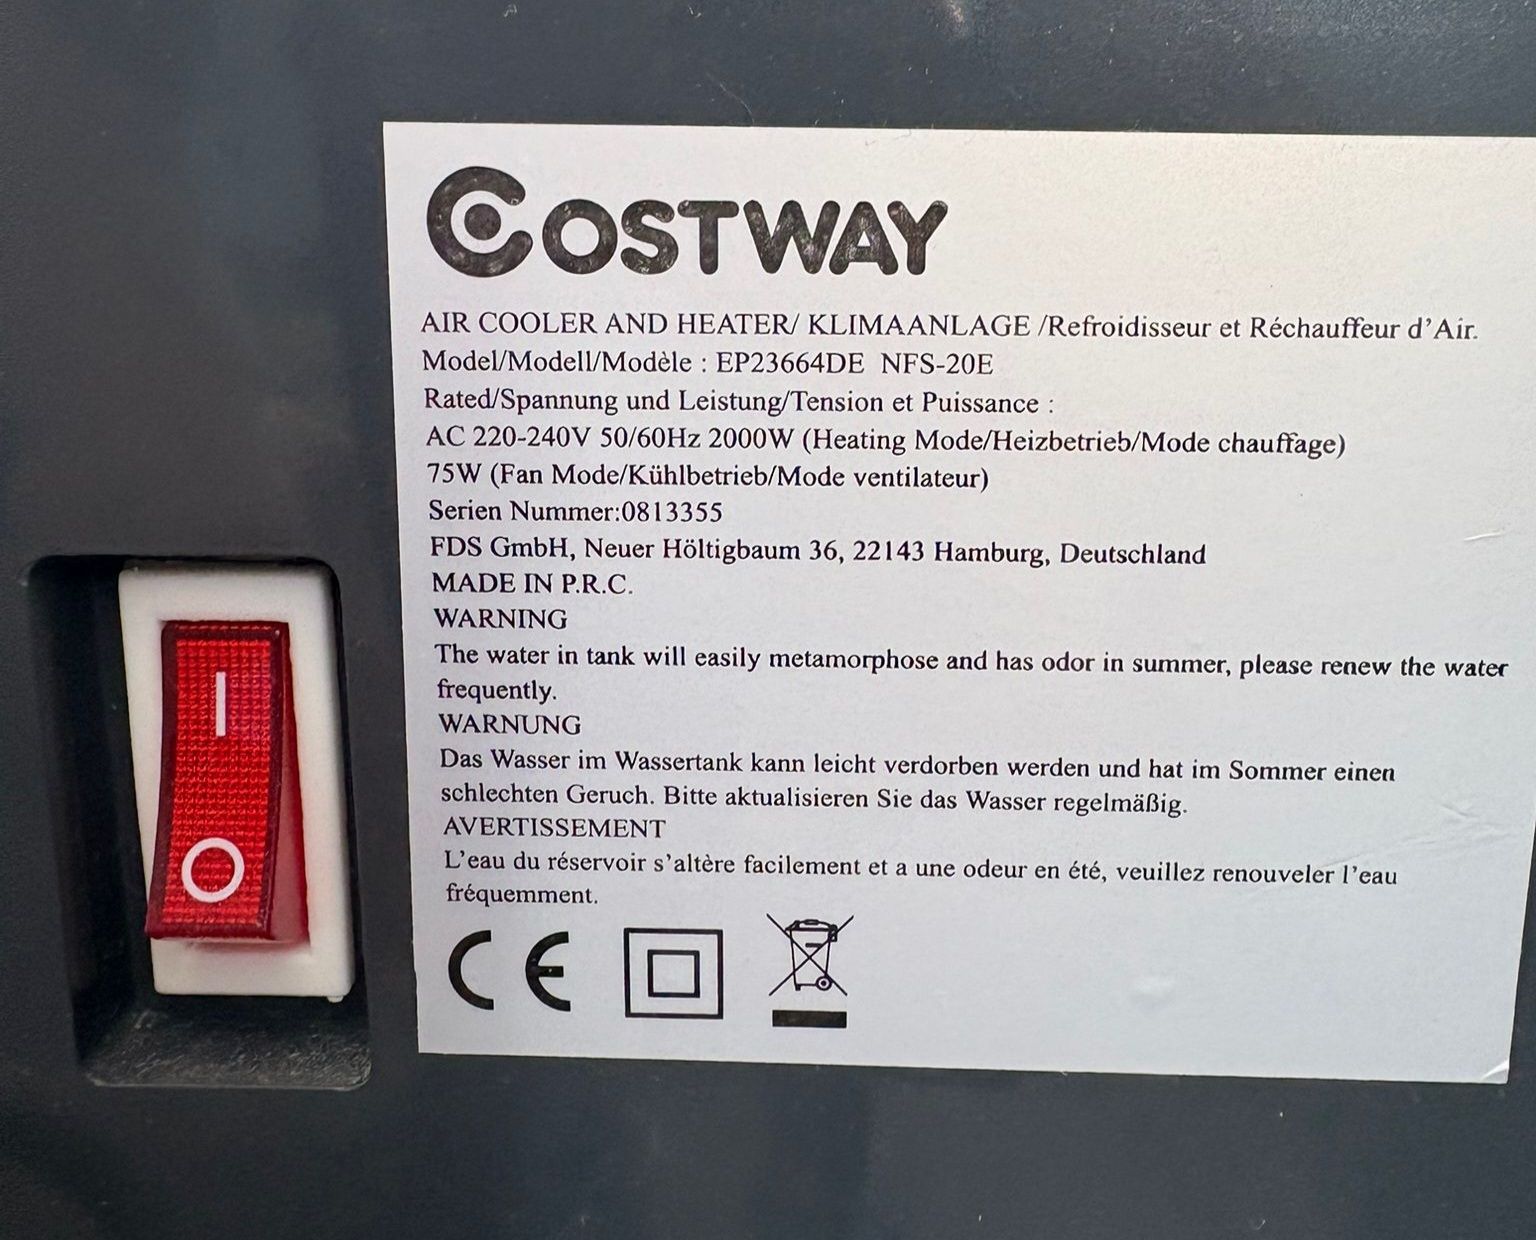 COSTWAY
AIR COOLER AND HEATER/ KLIMAANLAGE /Refroidisseur et Réchauffeur d’Air.
Model/Modell/Modèle : EP23664DE NFS-20E
Rated/Spannung und Leistung/Tension et Puissance :
AC 220-240V 50/60Hz 2000W (Heating Mode/Heizbetrieb/Mode chauffage)
75W (Fan Mode/Kühlbetrieb/Mode ventilateur)
Serien Nummer:0813355
FDS GmbH, Neuer Höltigbaum 36, 22143 Hamburg, Deutschland
MADE IN P.R.C.
WARNING
The water in tank will easily metamorphose and has odor in summer, please renew the water
frequently.
WARNUNG
Das Wasser im Wassertank kann leicht verdorben werden und hat im Sommer einen
schlechten Geruch. Bitte aktualisieren Sie das Wasser regelmäßig.
AVERTISSEMENT
L’eau du réservoir s’altère facilement et a une odeur en été, veuillez renouveler l’eau
fréquemment.
CE